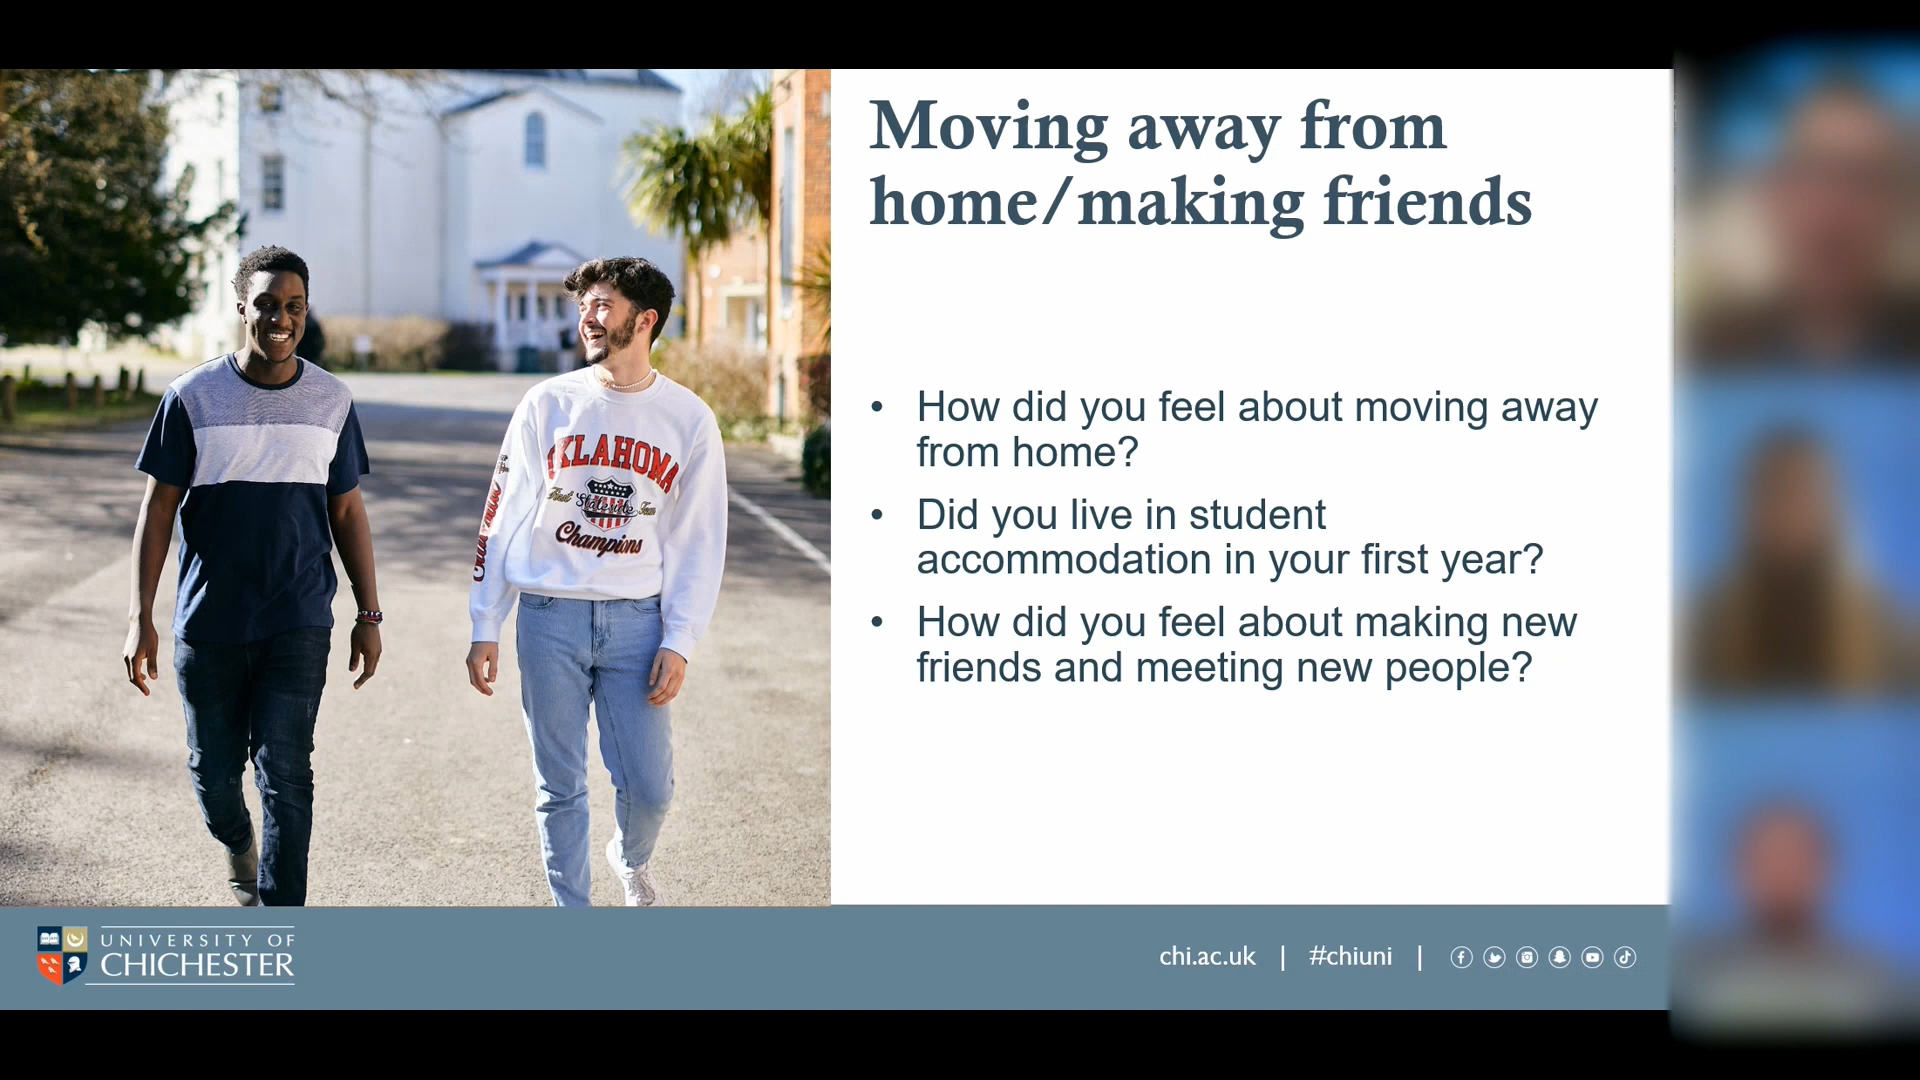 Moving away from
home/making friends
• How did you feel about moving away
from home?
• Did you live in student
accommodation in your first year?
• How did you feel about making new
friends and meeting new people?
OKLAHOMA
Stateside
Champions
UNIVERSITY OF
CHICHESTER
chi.ac.uk | #chiuni |